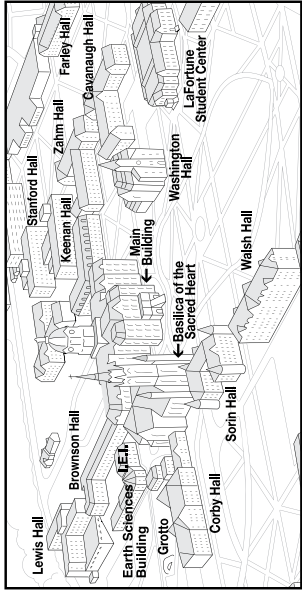 Lewis Hall
Brownson Hall
I.E.I.
Earth Sciences
Building
Grotto
Corby Hall
Sorin Hall
←Basilica of the
Sacred Heart
Main
←Building
Walsh Hall
Washington
Hall
Stanford Hall
Keenan Hall
Zahm Hall
Farley Hall
Cavanaugh Hall
LaFortune
Student Center